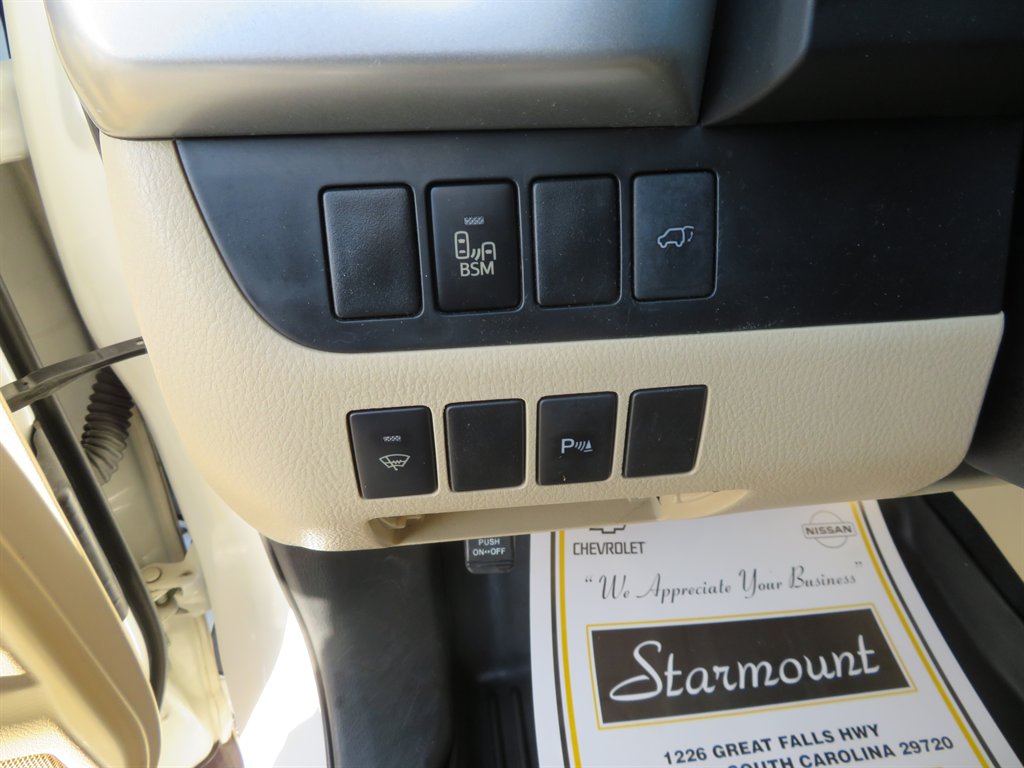 BSM
P
PUSH
ON↔OFF
CHEVROLET
NISSAN
"We Appreciate Your Business"
Starmount
1226 GREAT FALLS HWY
SOUTH CAROLINA 29720